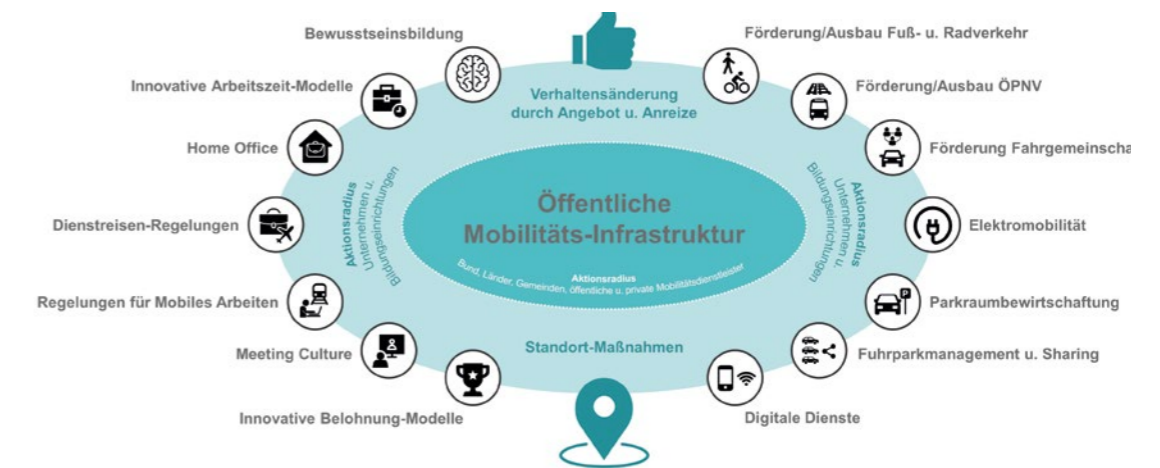 Bewusstseinsbildung
Förderung/Ausbau Fuß- u. Radverkehr
Innovative Arbeitszeit-Modelle
Förderung/Ausbau ÖPNV
Verhaltensänderung
durch Angebot u. Anreize
Home Office
Förderung Fahrgemeinscha
Aktionsradius
Unternehmen u.
Bildungseinrichtungen
Aktionsradius
Unternehmen u.
Bildungseinrichtungen
Öffentliche
Mobilitäts-Infrastruktur
Aktionsradius
Bund, Länder, Gemeinden, öffentliche u. private Mobilitätsdienstleister
Dienstreisen-Regelungen
Elektromobilität
Regelungen für Mobiles Arbeiten
P
Parkraumbewirtschaftung
Meeting Culture
Standort-Maßnahmen
Fuhrparkmanagement u. Sharing
Innovative Belohnung-Modelle
Digitale Dienste